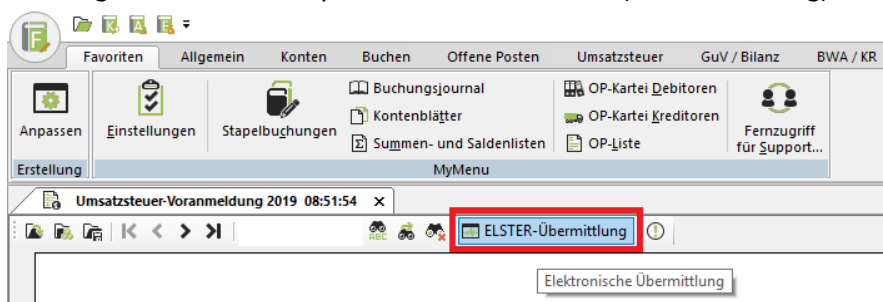 F
Favoriten Allgemein Konten Buchen Offene Posten Umsatzsteuer GuV / Bilanz BWA / KR
Anpassen
Einstellungen
Stapelbuchungen
Buchungsjournal
Kontenblätter
Σ Summen- und Saldenlisten
OP-Kartei Debitoren
OP-Kartei Kreditoren
OP-Liste
Fernzugriff
für Support...
Erstellung MyMenu
Umsatzsteuer-Voranmeldung 2019 08:51:54 x
ABC ELSTER-Übermittlung
Elektronische Übermittlung